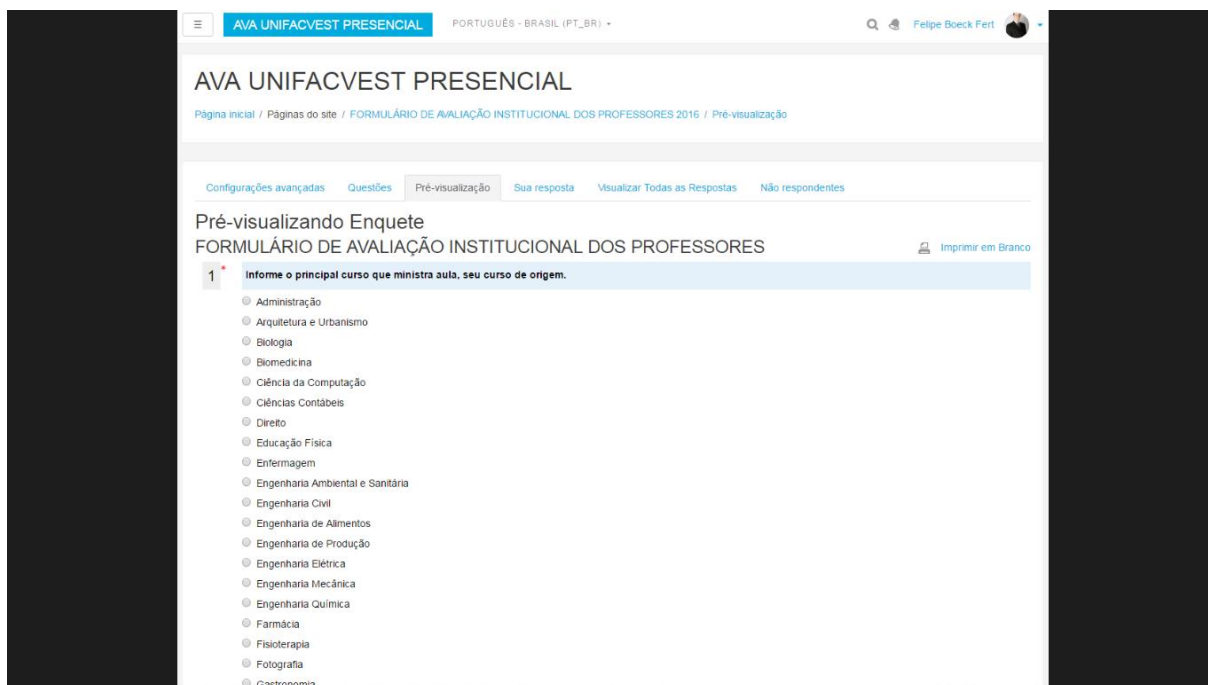 AVA UNIFACVEST PRESENCIAL PORTUGUÊS - BRASIL (PT_BR) Felipe Boeck Fert
AVA UNIFACVEST PRESENCIAL
Página inicial / Páginas do site / FORMULÁRIO DE AVALIAÇÃO INSTITUCIONAL DOS PROFESSORES 2016 / Pré-visualização
Configurações avançadas Questões Pré-visualização Sua resposta Visualizar Todas as Respostas Não respondentes
Pré-visualizando Enquete
FORMULÁRIO DE AVALIAÇÃO INSTITUCIONAL DOS PROFESSORES Imprimir em Branco
1 * Informe o principal curso que ministra aula, seu curso de origem.
Administração
Arquitetura e Urbanismo
Biologia
Biomedicina
Ciência da Computação
Ciências Contábeis
Direito
Educação Física
Enfermagem
Engenharia Ambiental e Sanitária
Engenharia Civil
Engenharia de Alimentos
Engenharia de Produção
Engenharia Elétrica
Engenharia Mecânica
Engenharia Química
Farmácia
Fisioterapia
Fotografia
Gastronomia